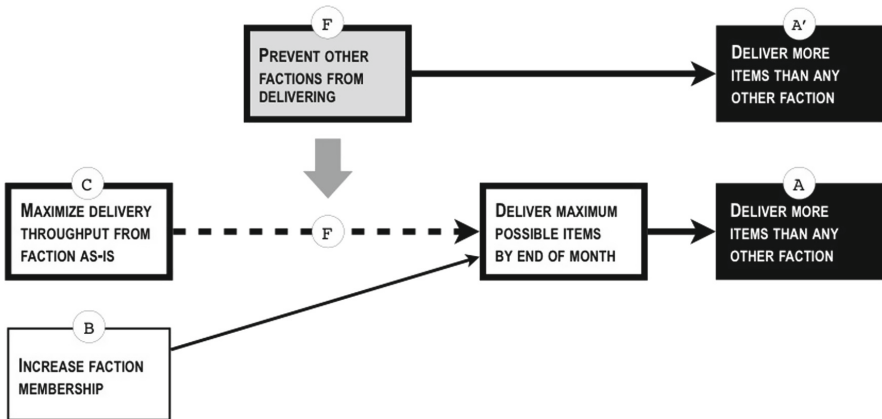 F
PREVENT OTHER
FACTIONS FROM
DELIVERING
A'
DELIVER MORE
ITEMS THAN ANY
OTHER FACTION
C
MAXIMIZE DELIVERY
THROUGHPUT FROM
FACTION AS-IS
F
DELIVER MAXIMUM
POSSIBLE ITEMS
BY END OF MONTH
A
DELIVER MORE
ITEMS THAN ANY
OTHER FACTION
B
INCREASE FACTION
MEMBERSHIP